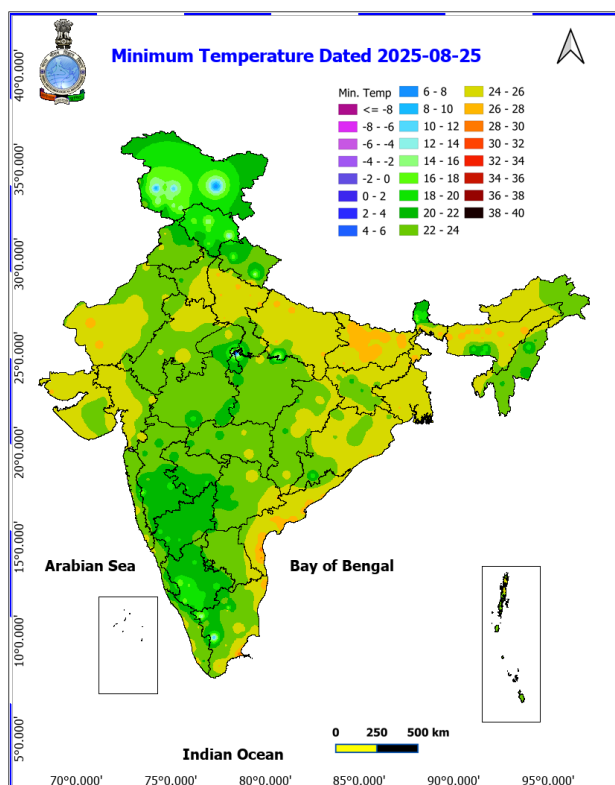 Minimum Temperature Dated 2025-08-25
Min. Temp
<= -8
-8 - -6
-6 - -4
-4 - -2
-2 - 0
0 - 2
2 - 4
4 - 6
6 - 8
8 - 10
10 - 12
12 - 14
14 - 16
16 - 18
18 - 20
20 - 22
22 - 24
24 - 26
26 - 28
28 - 30
30 - 32
32 - 34
34 - 36
36 - 38
38 - 40
40°0.000'
35°0.000'
30°0.000'
25°0.000'
20°0.000'
15°0.000'
10°0.000'
5°0.000'
Arabian Sea
Bay of Bengal
Indian Ocean
0 250 500 km
70°0.000' 75°0.000' 80°0.000' 85°0.000' 90°0.000' 95°0.000'